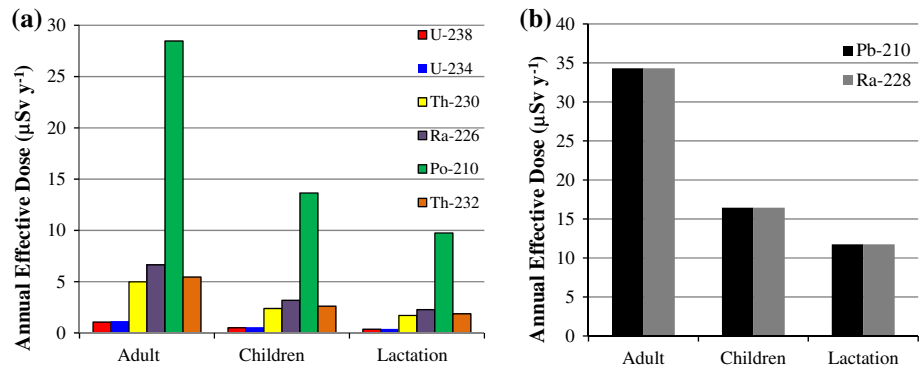 (a)
Annual Effective Dose (µSv y-1)
30
25
20
15
10
5
0
U-238
U-234
Th-230
Ra-226
Po-210
Th-232
Adult
Children
Lactation
(b)
Annual Effective Dose (µSv y-1)
40
35
30
25
20
15
10
5
0
Pb-210
Ra-228
Adult
Children
Lactation